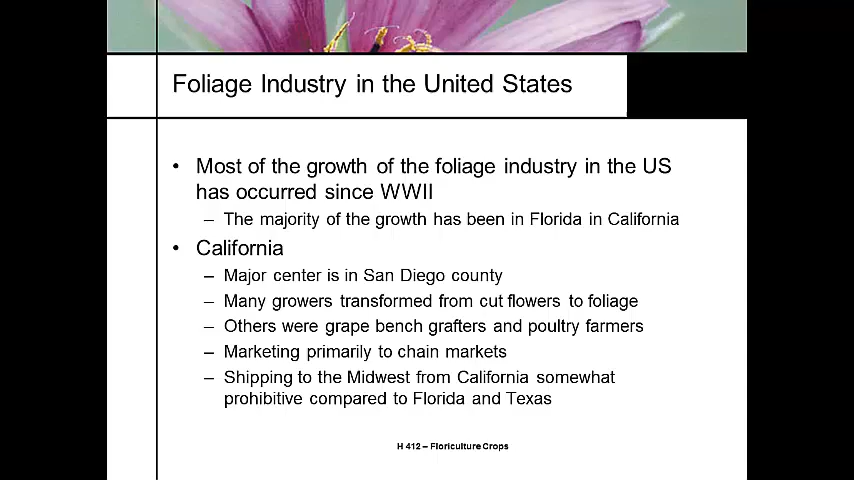 Foliage Industry in the United States
• Most of the growth of the foliage industry in the US
has occurred since WWII
– The majority of the growth has been in Florida in California
• California
– Major center is in San Diego county
– Many growers transformed from cut flowers to foliage
– Others were grape bench grafters and poultry farmers
– Marketing primarily to chain markets
– Shipping to the Midwest from California somewhat
prohibitive compared to Florida and Texas
H 412 – Floriculture Crops